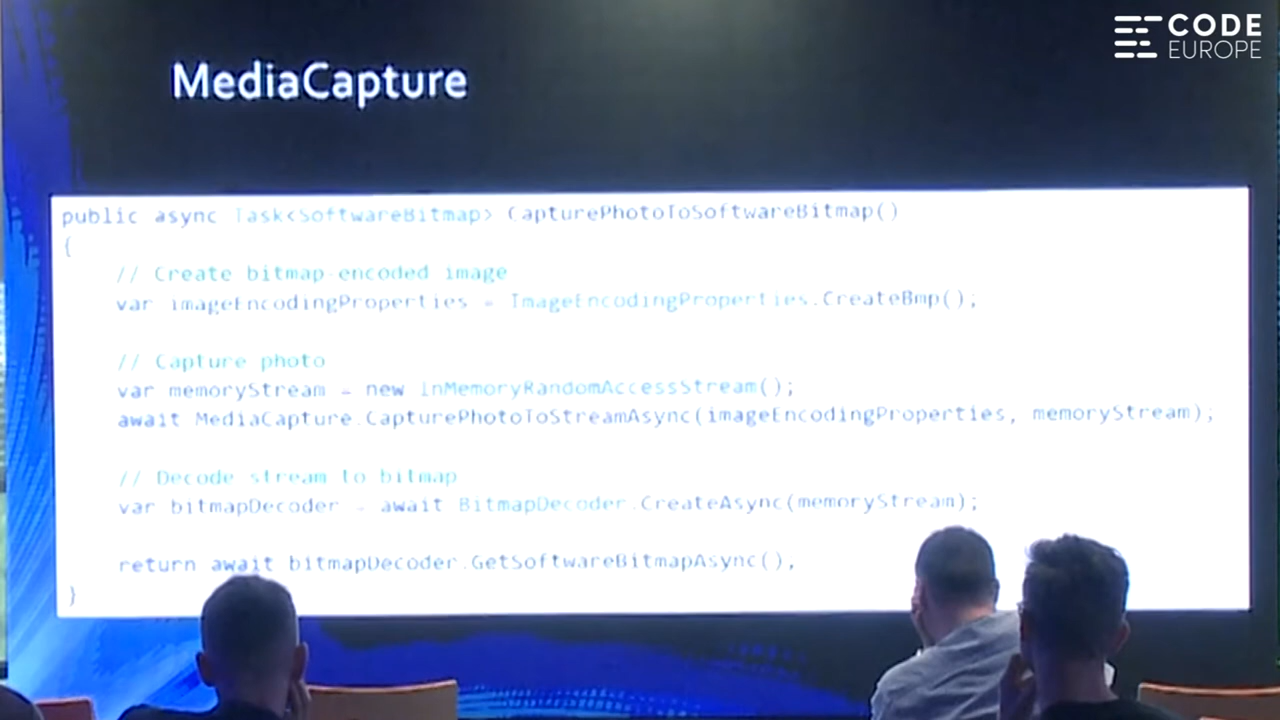 CODE
EUROPE
MediaCapture
public async Task<SoftwareBitmap> CapturePhotoToSoftwareBitmap()
{
// Create bitmap-encoded image
var imageEncodingProperties = ImageEncodingProperties.CreateBmp();
// Capture photo
var memoryStream = new InMemoryRandomAccessStream();
await MediaCapture.CapturePhotoToStreamAsync(imageEncodingProperties, memoryStream);
// Decode stream to bitmap
var bitmapDecoder = await BitmapDecoder.CreateAsync(memoryStream);
return await bitmapDecoder.GetSoftwareBitmapAsync();
}